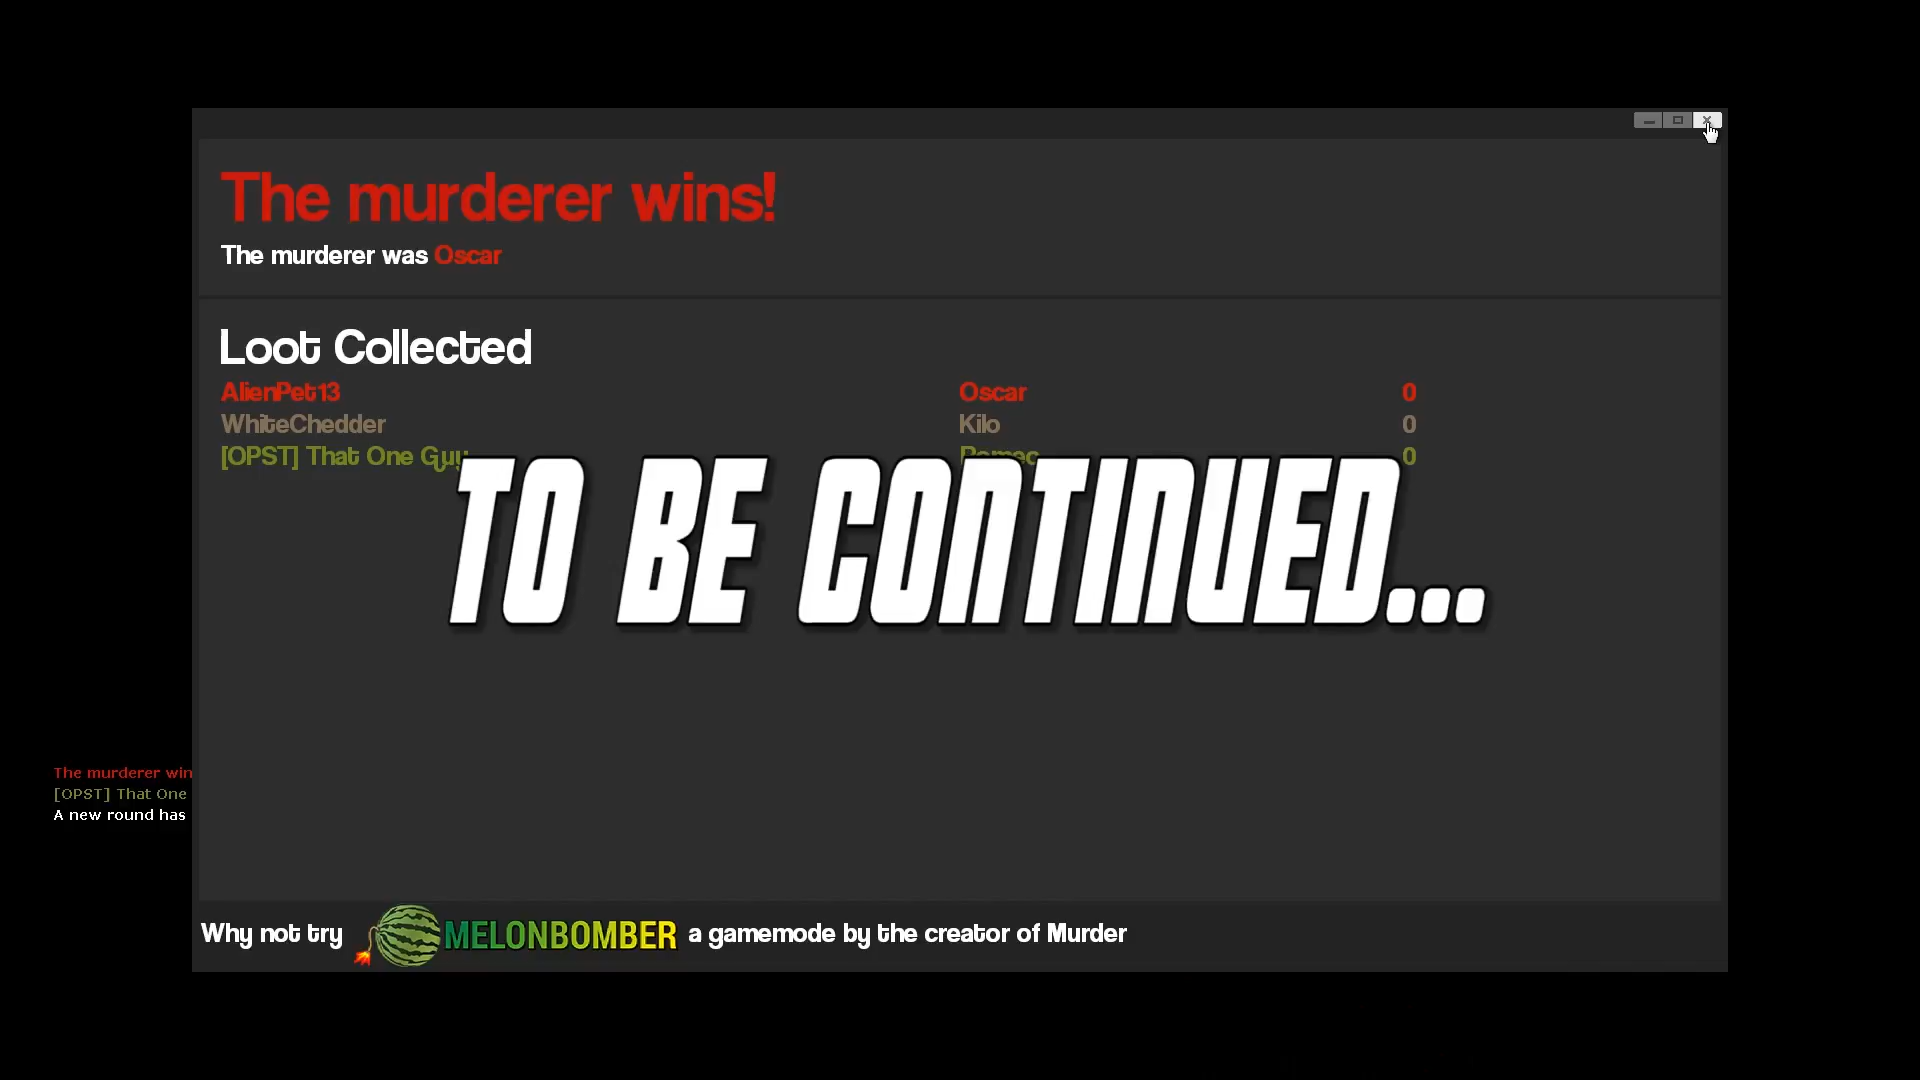 The murderer wins!
The murderer was Oscar
Loot Collected
AlienPet13 Oscar 0
WhiteChedder Kilo 0
[OPST] That One Guy Romeo 0
TO BE CONTINUED...
The murderer win
[OPST] That One
A new round has
Why not try MELONBOMBER a gamemode by the creator of Murder